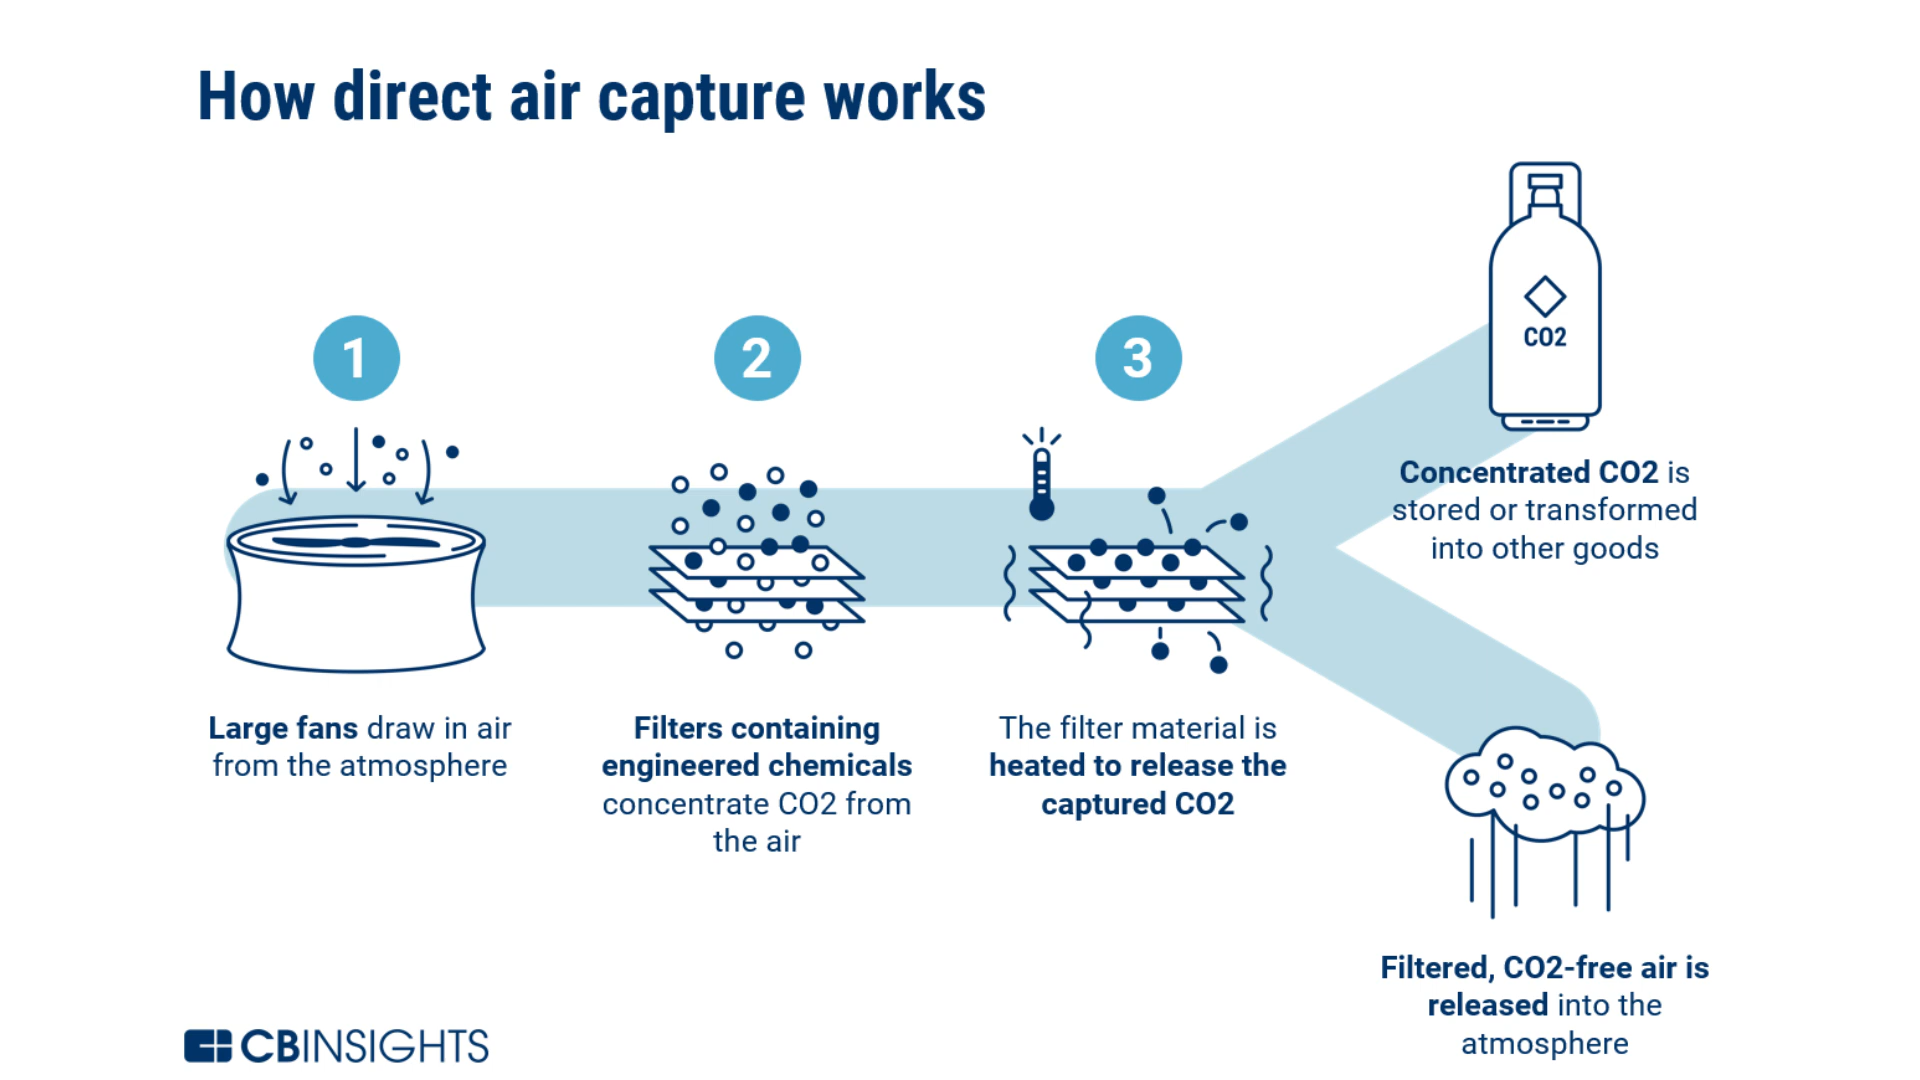 How direct air capture works
1
Large fans draw in air
from the atmosphere
2
Filters containing
engineered chemicals
concentrate CO2 from
the air
3
The filter material is
heated to release the
captured CO2
CO2
Concentrated CO2 is
stored or transformed
into other goods
Filtered, CO2-free air is
released into the
atmosphere
CBINSIGHTS